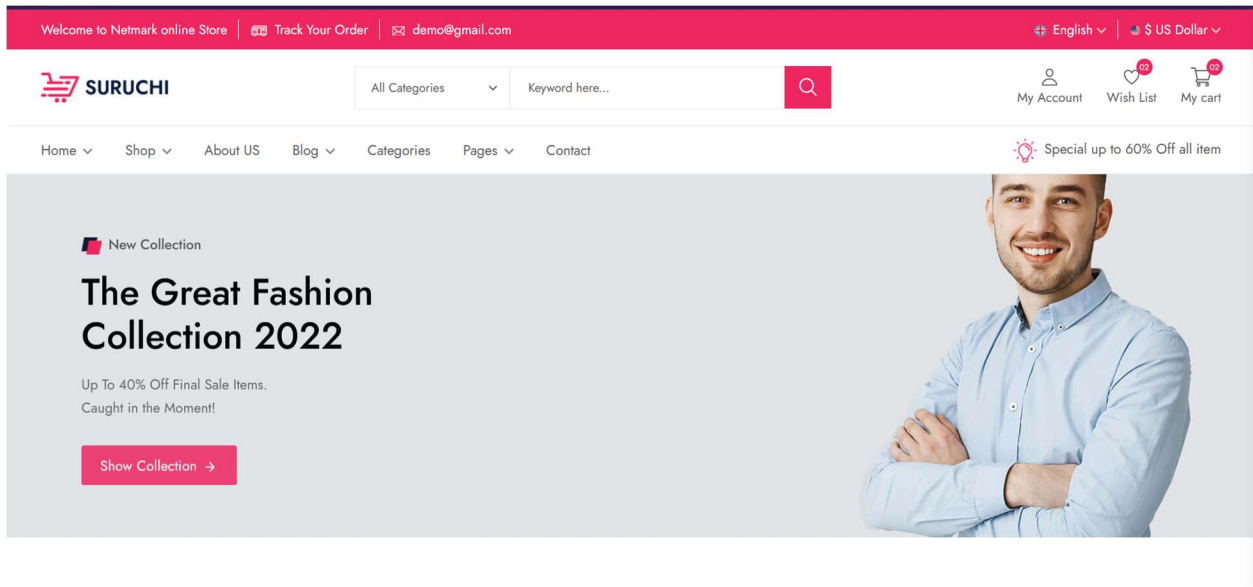 Welcome to Netmark online Store
Track Your Order
demo@gmail.com
English
$ US Dollar
SURUCHI
All Categories
Keyword here...
My Account
02
Wish List
02
My cart
Home
Shop
About US
Blog
Categories
Pages
Contact
Special up to 60% Off all item
New Collection
The Great Fashion
Collection 2022
Up To 40% Off Final Sale Items.
Caught in the Moment!
Show Collection →